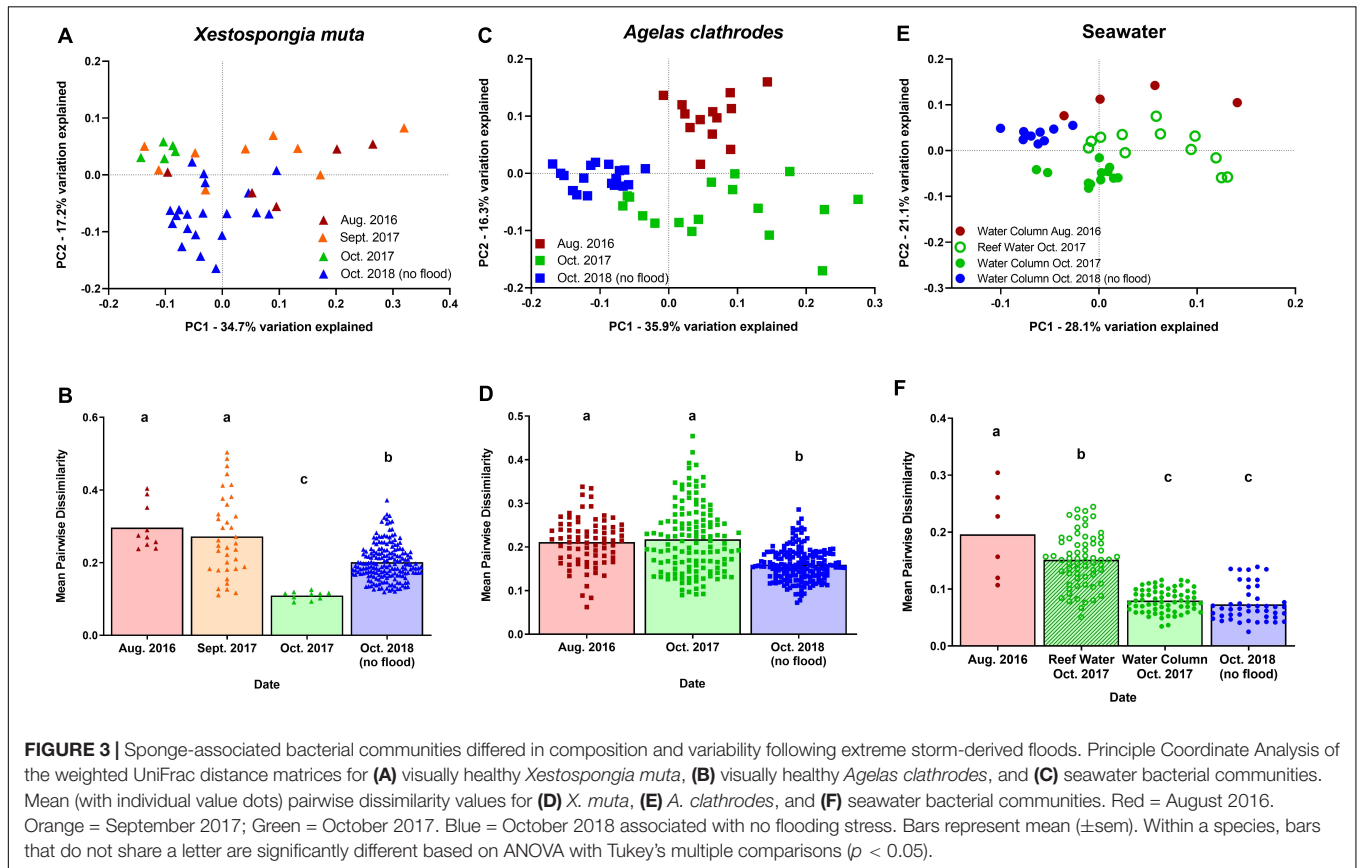 A
Xestospongia muta
0.2
0.1
0.0
-0.1
-0.2
-0.2
-0.1
0.0
0.1
0.2
0.3
0.4
PC2 - 17.2% variation explained
PC1 - 34.7% variation explained
Aug. 2016
Sept. 2017
Oct. 2017
Oct. 2018 (no flood)
C
Agelas clathrodes
0.2
0.1
0.0
-0.1
-0.2
-0.2
-0.1
0.0
0.1
0.2
0.3
PC2 - 16.3% variation explained
PC1 - 35.9% variation explained
Aug. 2016
Oct. 2017
Oct. 2018 (no flood)
E
Seawater
0.2
0.1
0.0
-0.1
-0.2
-0.3
-0.1
0.0
0.1
0.2
PC2 - 21.1% variation explained
PC1 - 28.1% variation explained
Water Column Aug. 2016
Reef Water Oct. 2017
Water Column Oct. 2017
Water Column Oct. 2018 (no flood)
B
0.6
0.4
0.2
0.0
Mean Pairwise Dissimilarity
a
a
c
b
Aug. 2016
Sept. 2017
Oct. 2017
Oct. 2018
(no flood)
Date
D
0.5
0.4
0.3
0.2
0.1
0.0
Mean Pairwise Dissimilarity
a
a
b
Aug. 2016
Oct. 2017
Oct. 2018
(no flood)
Date
F
0.4
0.3
0.2
0.1
0.0
Mean Pairwise Dissimilarity
a
b
c
c
Aug. 2016
Reef Water
Oct. 2017
Water Column
Oct. 2017
Oct. 2018
(no flood)
Date
FIGURE 3 | Sponge-associated bacterial communities differed in composition and variability following extreme storm-derived floods. Principle Coordinate Analysis of
the weighted UniFrac distance matrices for (A) visually healthy Xestospongia muta, (B) visually healthy Agelas clathrodes, and (C) seawater bacterial communities.
Mean (with individual value dots) pairwise dissimilarity values for (D) X. muta, (E) A. clathrodes, and (F) seawater bacterial communities. Red = August 2016.
Orange = September 2017; Green = October 2017. Blue = October 2018 associated with no flooding stress. Bars represent mean (±sem). Within a species, bars
that do not share a letter are significantly different based on ANOVA with Tukey's multiple comparisons (p < 0.05).